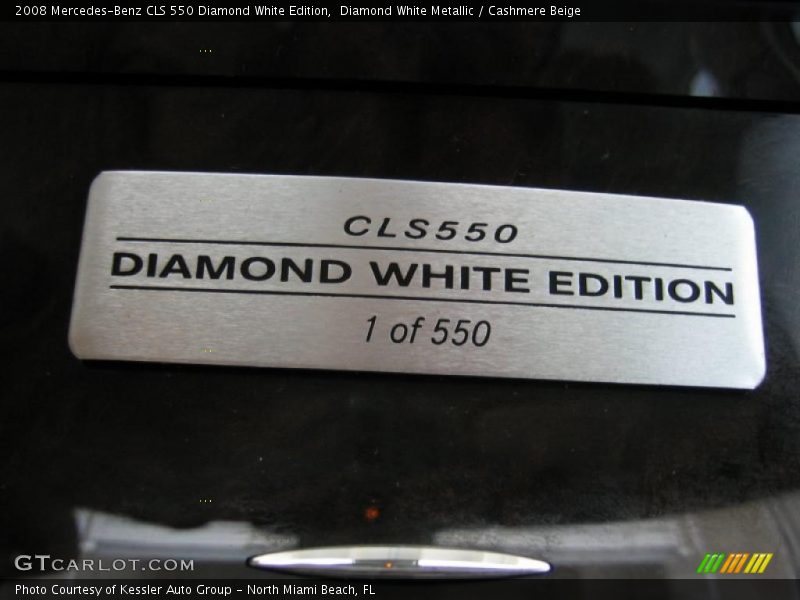 2008 Mercedes-Benz CLS 550 Diamond White Edition,  Diamond White Metallic / Cashmere Beige
CLS550
DIAMOND WHITE EDITION
1 of 550
GTCARLOT.COM
Photo Courtesy of Kessler Auto Group - North Miami Beach, FL